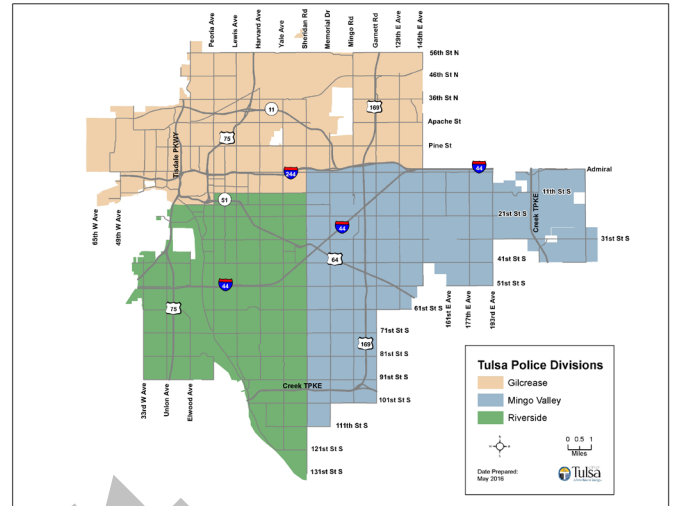 Peoria Ave
Lewis Ave
Harvard Ave
Yale Ave
Sheridan Rd
Memorial Dr
Mingo Rd
Garnett Rd
129th E Ave
145th E Ave
56th St N
46th St N
36th St N
169
11
Apache St
75
Pine St
Tisdale PKWY
244
44
Admiral
11th St S
51
21st St S
Creek TPKE
65th W Ave
49th W Ave
44
31st St S
64
41st St S
44
51st St S
75
61st St S
161st E Ave
177th E Ave
193rd E Ave
71st St S
169
81st St S
91st St S
Creek TPKE
33rd W Ave
Union Ave
Elwood Ave
101st St S
111th St S
121st St S
131st St S
Tulsa Police Divisions
Gilcrease
Mingo Valley
Riverside
0 0.5 1
Miles
Date Prepared:
May 2016
Tulsa